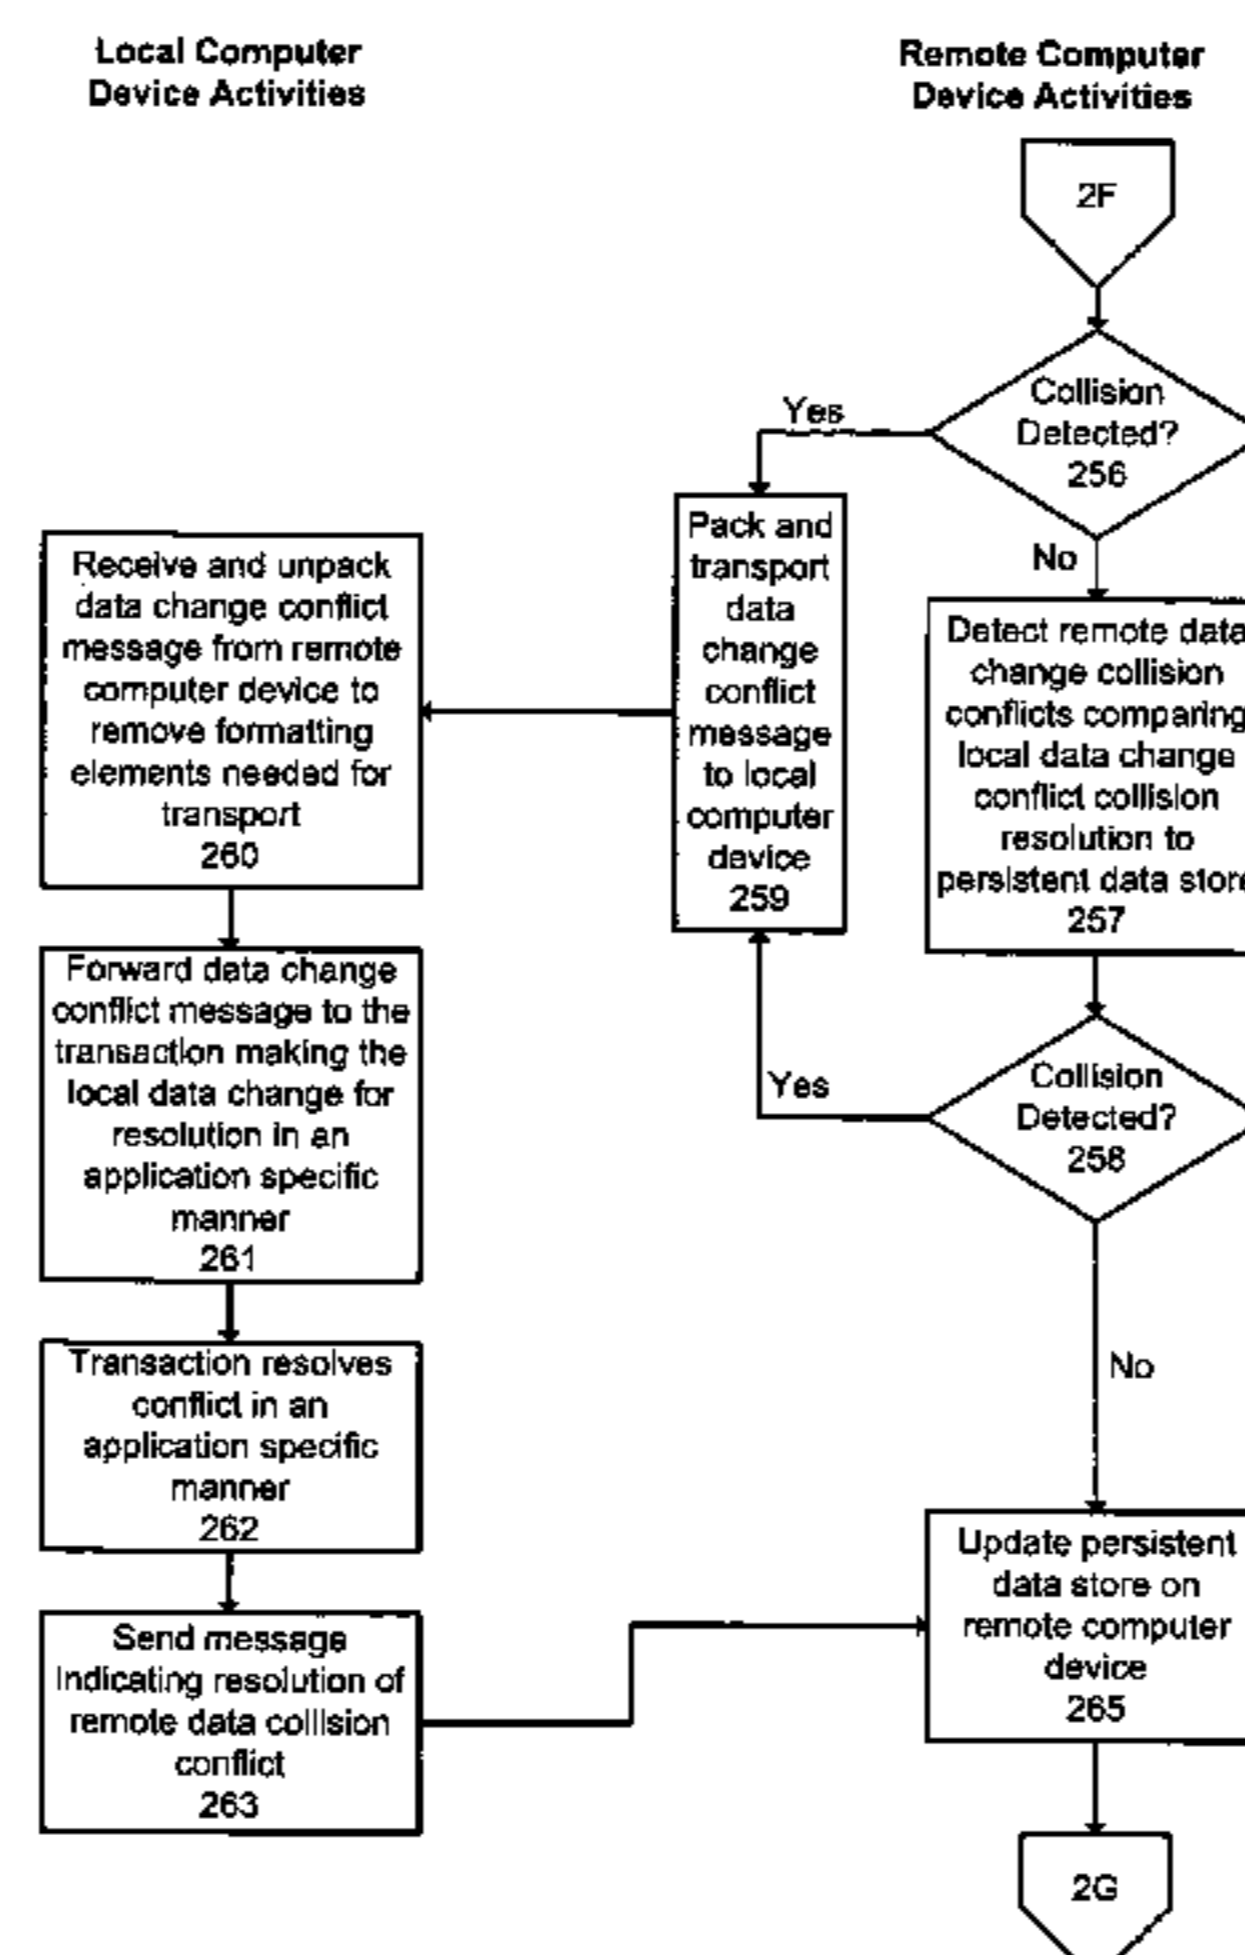 Local Computer
Device Activities
Remote Computer
Device Activities
2F
Collision
Detected?
256
Yes
No
Pack and
transport
data
change
conflict
message
to local
computer
device
259
Receive and unpack
data change conflict
message from remote
computer device to
remove formatting
elements needed for
transport
260
Detect remote data
change collision
conflicts comparing
local data change
conflict collision
resolution to
persistent data store
257
Forward data change
conflict message to the
transaction making the
local data change for
resolution in an
application specific
manner
261
Collision
Detected?
258
Yes
No
Transaction resolves
conflict in an
application specific
manner
262
Update persistent
data store on
remote computer
device
265
Send message
Indicating resolution of
remote data collision
conflict
263
2G